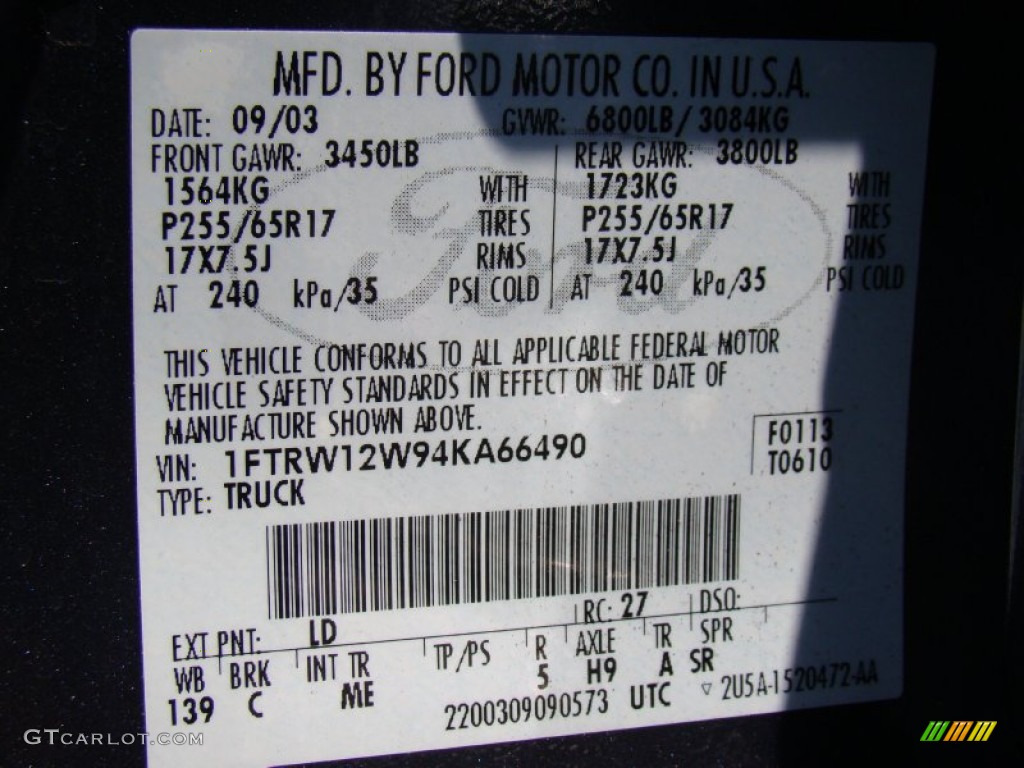 MFD. BY FORD MOTOR CO. IN U.S.A.
DATE: 09/03 GVWR: 6800LB/3084KG
FRONT GAWR: 3450LB REAR GAWR: 3800LB
1564KG WITH 1723KG WITH
P255/65R17 TIRES P255/65R17 TIRES
17X7.5J RIMS 17X7.5J RIMS
AT 240 kPa/35 PSI COLD AT 240 kPa/35 PSI COLD
Ford
THIS VEHICLE CONFORMS TO ALL APPLICABLE FEDERAL MOTOR
VEHICLE SAFETY STANDARDS IN EFFECT ON THE DATE OF
MANUFACTURE SHOWN ABOVE.
VIN: 1FTRW12W94KA66490 F0113
TYPE: TRUCK T0610
EXT PNT: LD RC: 27 DSO:
WB BRK INT TR TP/PS R AXLE TR SPR
139 C ME 5 H9 A SR
2200309090573 UTC ▽ 2U5A-1520472-AA
GTCARLOT.COM